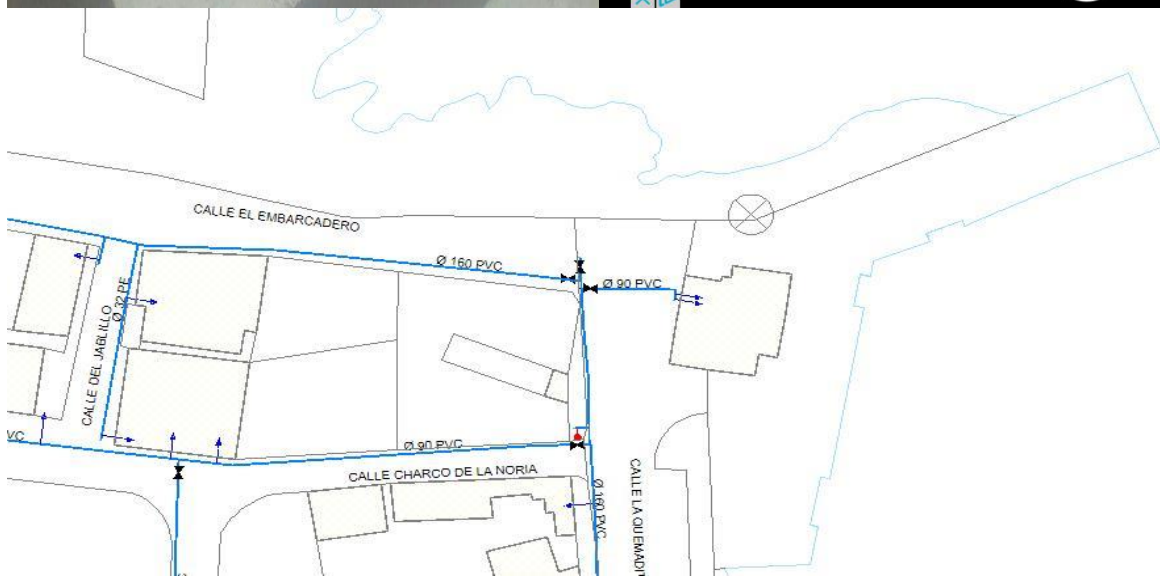 CALLE EL EMBARCADERO
Ø 160 PVC
Ø 90 PVC
Ø 32 PE
CALLE DEL JABLILLO
VC
Ø 90 PVC
CALLE CHARCO DE LA NORIA
Ø 160 PVC
CALLE LA QUEMADIT